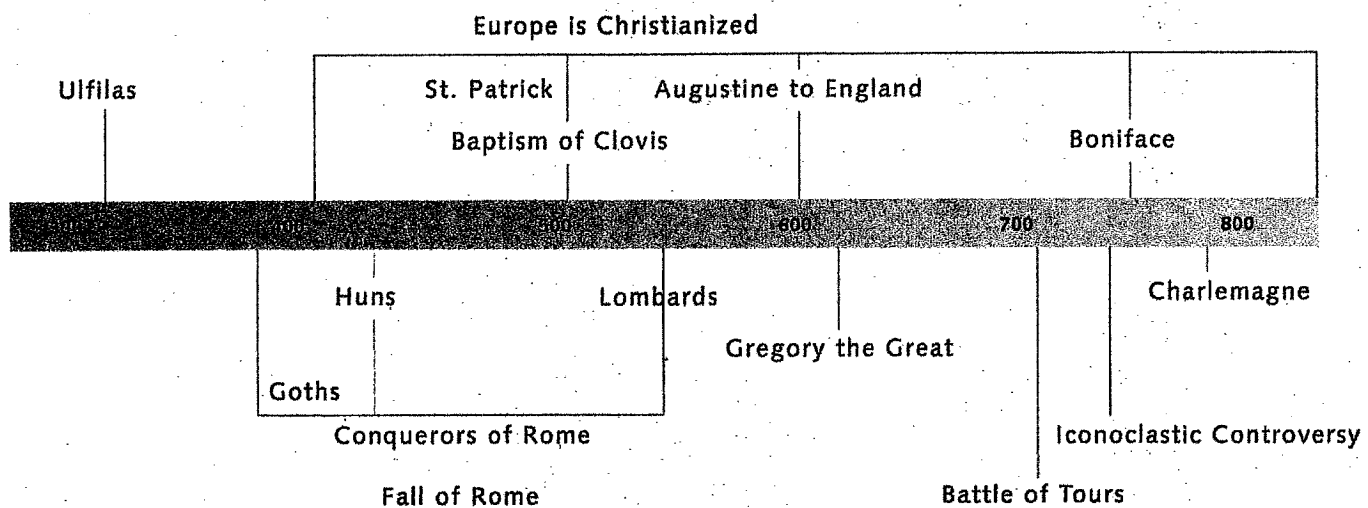 Europe is Christianized
Ulfilas
St. Patrick
Augustine to England
Baptism of Clovis
Boniface
400
500
600
700
800
Huns
Lombards
Charlemagne
Gregory the Great
Goths
Conquerors of Rome
Iconoclastic Controversy
Fall of Rome
Battle of Tours